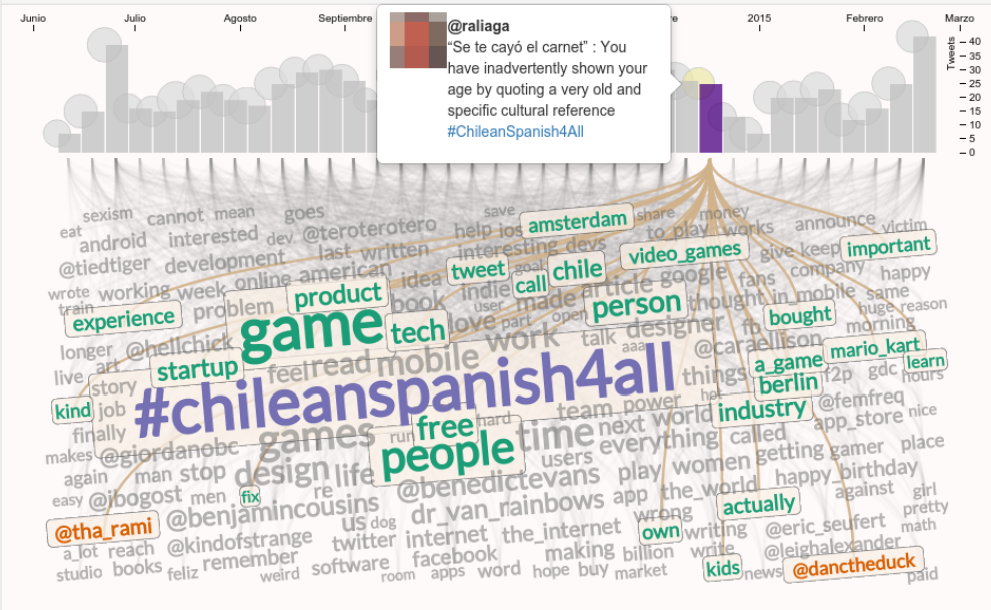 Junio Julio Agosto Septiembre re 2015 Febrero Marzo
@raliaga
“Se te cayó el carnet” : You
have inadvertently shown your
age by quoting a very old and
specific cultural reference
#ChileanSpanish4All
Tweets
40
35
30
25
20
15
10
5
0
sexism cannot mean goes save amsterdam share money
eat android interested dev @teroterotero help ios to_play works announce victim
@tiedtiger development last_written interesting devs video_games give keep important
wrote working week online american idea tweet goal call chile article google fans company happy
train experience problem product book indie user made open person thought in_mobile same
longer @hellchick game tech love part work talk designer fb bought huge reason
live art startup feel read mobile aaa @caraellison morning
story #chileanspanish4all things a_game mario_kart learn
kind job berlin f2p gdc hours
finally team power hot industry @femfreq
makes @giordanobc games run free hard time next world app_store nice
again man stop design life people users everything called getting gamer place
easy @ibogost men fix re @benedictevans play women happy_birthday
@tha_rami @benjamincousins dr_van_rainbows app the_world actually against girl
a_lot reach @kindofstrange us dog internet the_internet wrong own writing @eric_seufert pretty
studio books feliz remember twitter facebook making billion write @leighalexander math
weird software room apps word hope buy market kids news @danctheduck paid